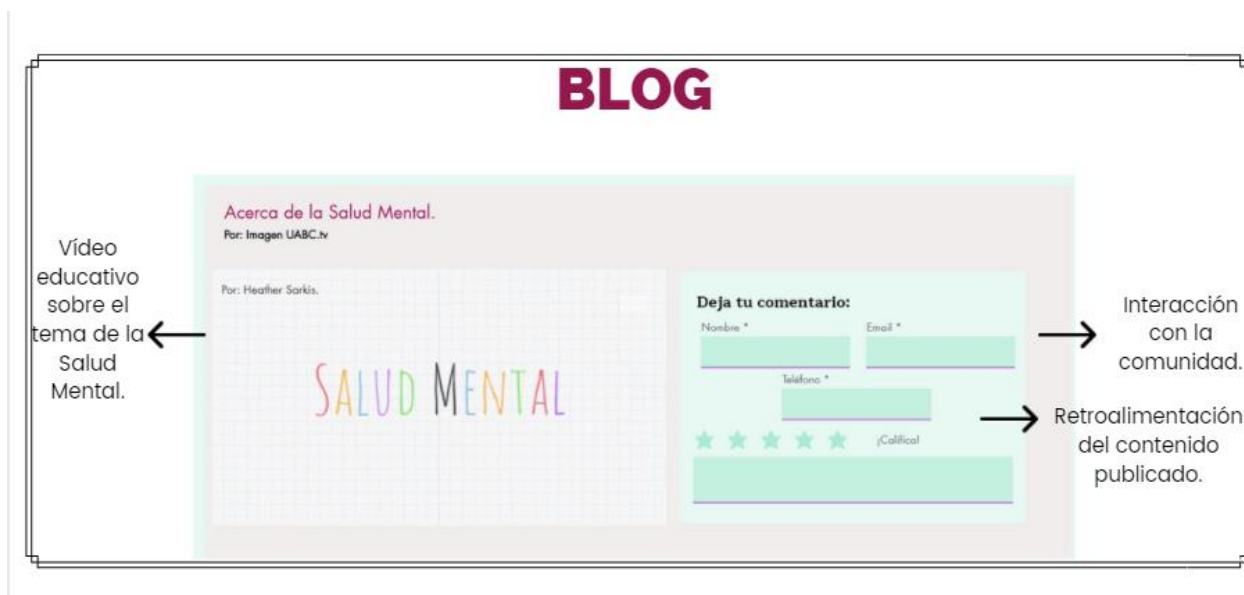 BLOG
Acerca de la Salud Mental.
Por: Imagen UABC.tv
Vídeo
educativo
sobre el
tema de la
Salud
Mental.
Por: Heather Sarkis.
SALUD MENTAL
Deja tu comentario:
Nombre *
Email *
Teléfono *
¡Califica!
Interacción
con la
comunidad.
Retroalimentación
del contenido
publicado.